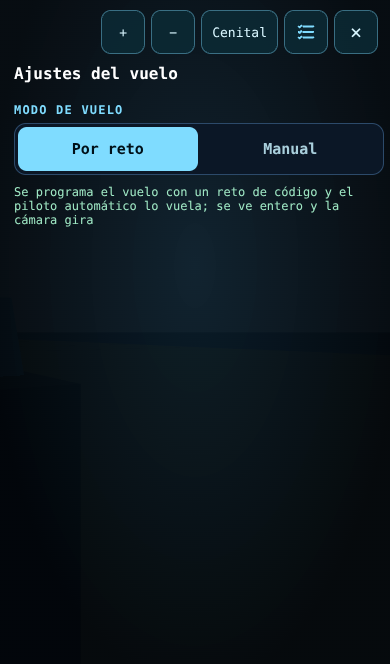 + − Cenital ✕
Ajustes del vuelo
MODO DE VUELO
Por reto Manual
Se programa el vuelo con un reto de código y el
piloto automático lo vuela; se ve entero y la
cámara gira